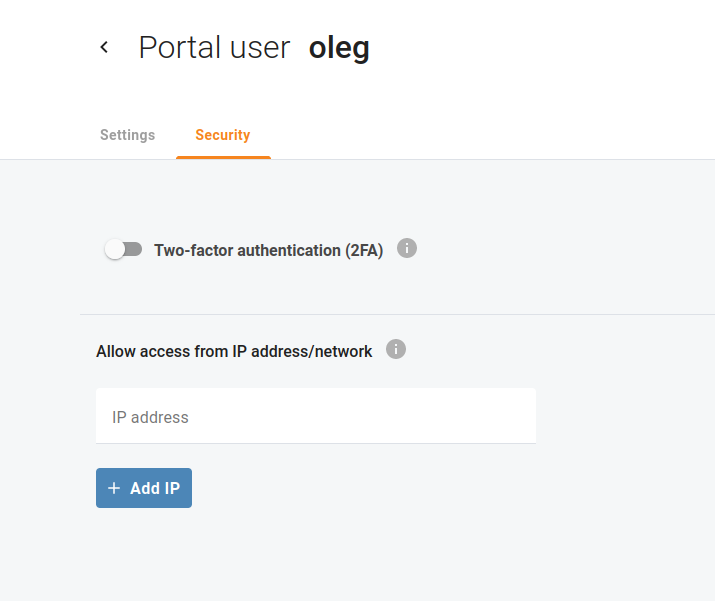 Portal user oleg
Settings Security
Two-factor authentication (2FA)
Allow access from IP address/network
IP address
+ Add IP